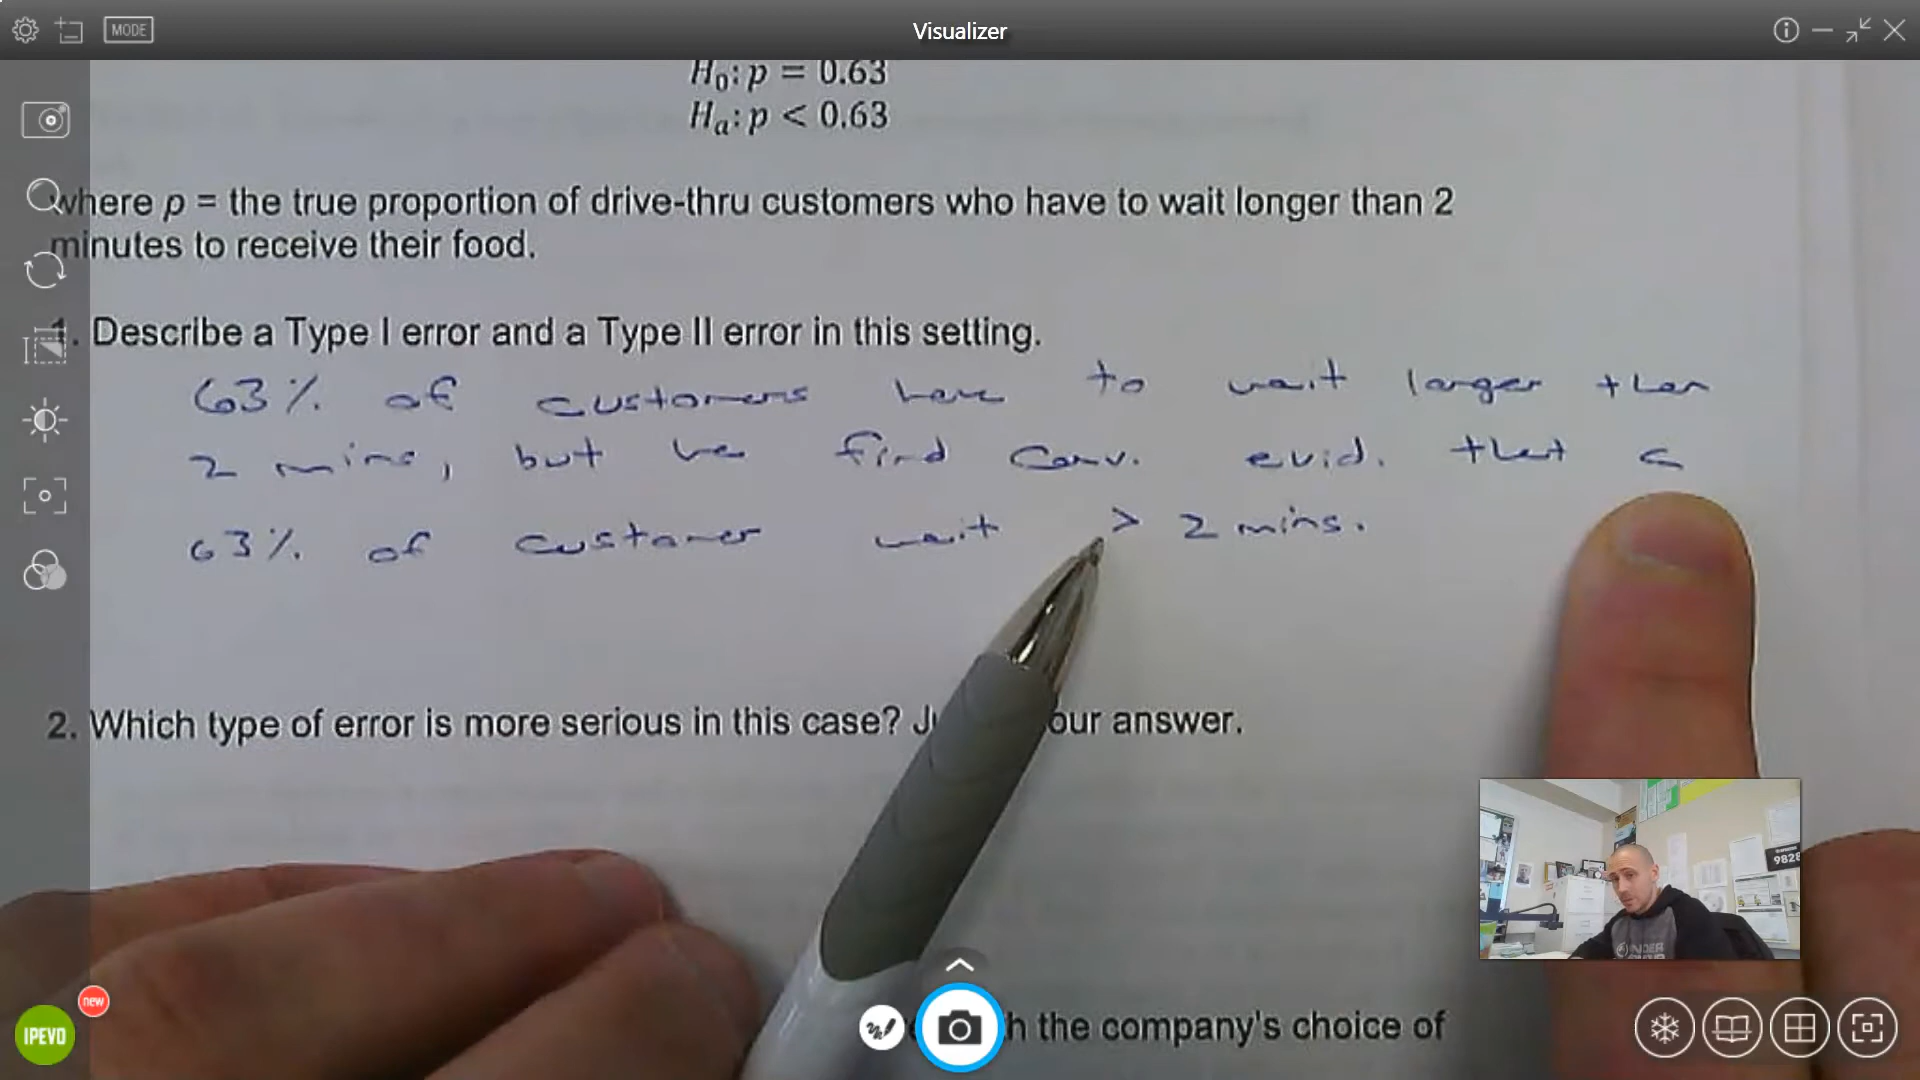 MODE
Visualizer
H₀: p = 0.63
Hₐ: p < 0.63
where p = the true proportion of drive-thru customers who have to wait longer than 2
minutes to receive their food.
1. Describe a Type I error and a Type II error in this setting.
63% of customers have to wait longer than
2 mins, but we find conv. evid. that <
63% of customer wait > 2 mins.
2. Which type of error is more serious in this case? our answer.
9828
new
IPEVO
the company's choice of